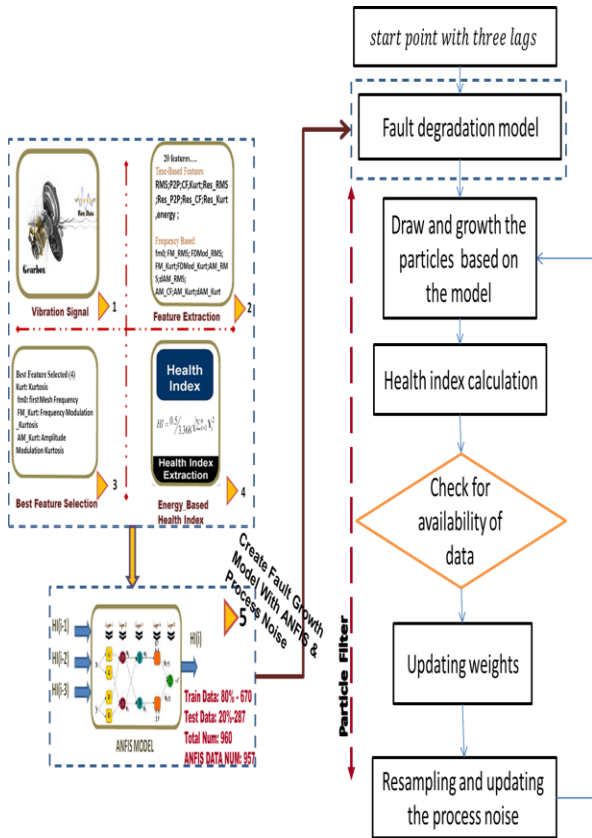 start point with three lags
Fault degradation model
Draw and growth the
particles based on
the model
Health index calculation
Check for
availability of
data
Updating weights
Resampling and updating
the process noise
Particle Filter
Raw Data
Gearbox
Vibration Signal
1
20 features.....
Time-Based Features:
RMS;P2P;CF;Kurt;Res_RMS
;Res_P2P;Res_CF;Res_Kurt
,energy ;
Frequency Based:
fm0; FM_RMS; FDMod_RMS;
FM_Kurt;FDMod_Kurt;AM_RM
S;dAM_RMS;
AM_CF;AM_Kurt;dAM_Kurt
Feature Extraction
2
Best Feature Selected (4)
Kurt: Kurtosis
fm0: first Mesh Frequency
FM_Kurt: Frequency Modulation
_Kurtosis
AM_Kurt: Amplitude
Modulation Kurtosis
Best Feature Selection
3
Health
Index
Health Index
Extraction
Energy_Based
Health Index
4
Create Fault Growth
Model With ANFIS &
Process Noise
5
HI(i-1)
HI(i-2)
HI(i-3)
HI(i)
ANFIS MODEL
Train Data: 80% - 670
Test Data: 20%-287
Total Num: 960
ANFIS DATA NUM: 957